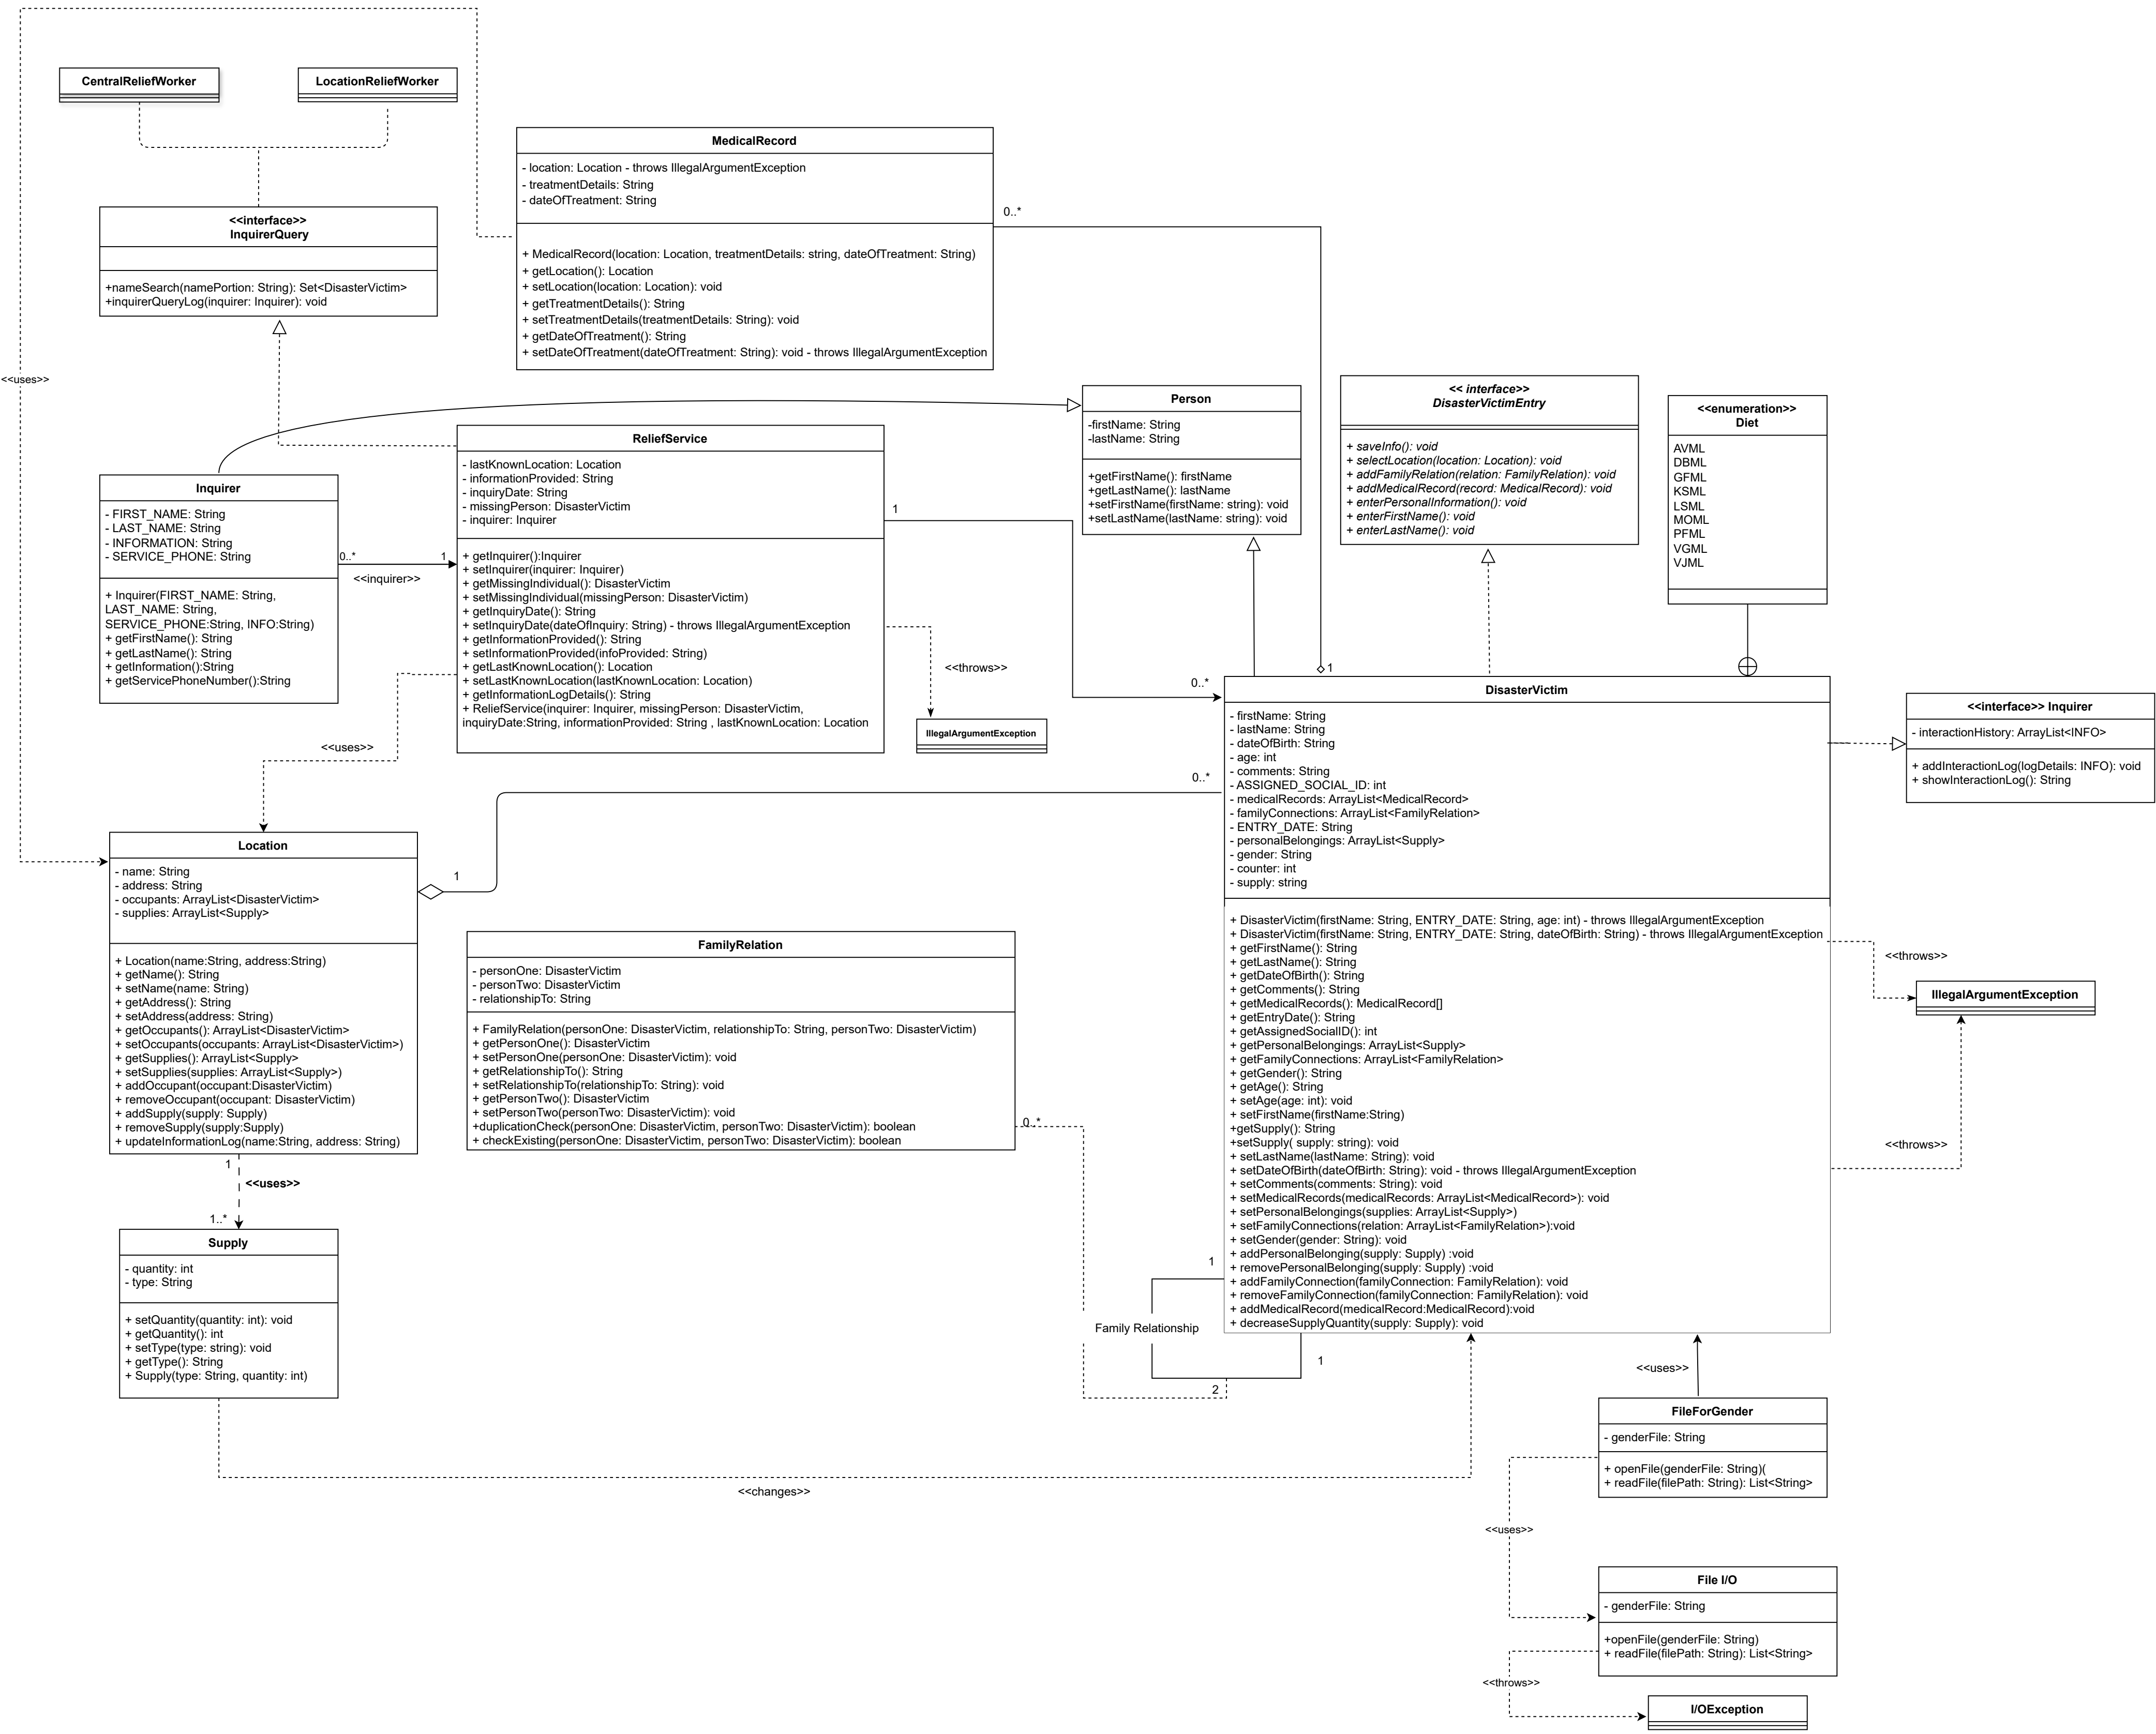 CentralReliefWorker
LocationReliefWorker
MedicalRecord
- location: Location - throws IllegalArgumentException
- treatmentDetails: String
- dateOfTreatment: String
+ MedicalRecord(location: Location, treatmentDetails: string, dateOfTreatment: String)
+ getLocation(): Location
+ setLocation(location: Location): void
+ getTreatmentDetails(): String
+ setTreatmentDetails(treatmentDetails: String): void
+ getDateOfTreatment(): String
+ setDateOfTreatment(dateOfTreatment: String): void - throws IllegalArgumentException
0..*
<<interface>>
InquirerQuery
+nameSearch(namePortion: String): Set<DisasterVictim>
+inquirerQueryLog(inquirer: Inquirer): void
<<uses>>
Person
-firstName: String
-lastName: String
+getFirstName(): firstName
+getLastName(): lastName
+setFirstName(firstName: string): void
+setLastName(lastName: string): void
<< interface>>
DisasterVictimEntry
+ saveInfo(): void
+ selectLocation(location: Location): void
+ addFamilyRelation(relation: FamilyRelation): void
+ addMedicalRecord(record: MedicalRecord): void
+ enterPersonalInformation(): void
+ enterFirstName(): void
+ enterLastName(): void
<<enumeration>>
Diet
AVML
DBML
GFML
KSML
LSML
MOML
PFML
VGML
VJML
ReliefService
- lastKnownLocation: Location
- informationProvided: String
- inquiryDate: String
- missingPerson: DisasterVictim
- inquirer: Inquirer
+ getInquirer():Inquirer
+ setInquirer(inquirer: Inquirer)
+ getMissingIndividual(): DisasterVictim
+ setMissingIndividual(missingPerson: DisasterVictim)
+ getInquiryDate(): String
+ setInquiryDate(dateOfInquiry: String) - throws IllegalArgumentException
+ getInformationProvided(): String
+ setInformationProvided(infoProvided: String)
+ getLastKnownLocation(): Location
+ setLastKnownLocation(lastKnownLocation: Location)
+ getInformationLogDetails(): String
+ ReliefService(inquirer: Inquirer, missingPerson: DisasterVictim,
inquiryDate:String, informationProvided: String , lastKnownLocation: Location
Inquirer
- FIRST_NAME: String
- LAST_NAME: String
- INFORMATION: String
- SERVICE_PHONE: String
+ Inquirer(FIRST_NAME: String,
LAST_NAME: String,
SERVICE_PHONE:String, INFO:String)
+ getFirstName(): String
+ getLastName(): String
+ getInformation():String
+ getServicePhoneNumber():String
0..*
1
<<inquirer>>
1
0..*
<<throws>>
IllegalArgumentException
<<uses>>
1
DisasterVictim
- firstName: String
- lastName: String
- dateOfBirth: String
- age: int
- comments: String
- ASSIGNED_SOCIAL_ID: int
- medicalRecords: ArrayList<MedicalRecord>
- familyConnections: ArrayList<FamilyRelation>
- ENTRY_DATE: String
- personalBelongings: ArrayList<Supply>
- gender: String
- counter: int
- supply: string
+ DisasterVictim(firstName: String, ENTRY_DATE: String, age: int) - throws IllegalArgumentException
+ DisasterVictim(firstName: String, ENTRY_DATE: String, dateOfBirth: String) - throws IllegalArgumentException
+ getFirstName(): String
+ getLastName(): String
+ getDateOfBirth(): String
+ getComments(): String
+ getMedicalRecords(): MedicalRecord[]
+ getEntryDate(): String
+ getAssignedSocialID(): int
+ getPersonalBelongings: ArrayList<Supply>
+ getFamilyConnections: ArrayList<FamilyRelation>
+ getGender(): String
+ getAge(): String
+ setAge(age: int): void
+ setFirstName(firstName:String)
+getSupply(): String
+setSupply( supply: string): void
+ setLastName(lastName: String): void
+ setDateOfBirth(dateOfBirth: String): void - throws IllegalArgumentException
+ setComments(comments: String): void
+ setMedicalRecords(medicalRecords: ArrayList<MedicalRecord>): void
+ setPersonalBelongings(supplies: ArrayList<Supply>)
+ setFamilyConnections(relation: ArrayList<FamilyRelation>):void
+ setGender(gender: String): void
+ addPersonalBelonging(supply: Supply) :void
+ removePersonalBelonging(supply: Supply) :void
+ addFamilyConnection(familyConnection: FamilyRelation): void
+ removeFamilyConnection(familyConnection: FamilyRelation): void
+ addMedicalRecord(medicalRecord:MedicalRecord):void
+ decreaseSupplyQuantity(supply: Supply): void
<<interface>> Inquirer
- interactionHistory: ArrayList<INFO>
+ addInteractionLog(logDetails: INFO): void
+ showInteractionLog(): String
0..*
1
Location
- name: String
- address: String
- occupants: ArrayList<DisasterVictim>
- supplies: ArrayList<Supply>
+ Location(name:String, address:String)
+ getName(): String
+ setName(name: String)
+ getAddress(): String
+ setAddress(address: String)
+ getOccupants(): ArrayList<DisasterVictim>
+ setOccupants(occupants: ArrayList<DisasterVictim>)
+ getSupplies(): ArrayList<Supply>
+ setSupplies(supplies: ArrayList<Supply>)
+ addOccupant(occupant:DisasterVictim)
+ removeOccupant(occupant: DisasterVictim)
+ addSupply(supply: Supply)
+ removeSupply(supply:Supply)
+ updateInformationLog(name:String, address: String)
FamilyRelation
- personOne: DisasterVictim
- personTwo: DisasterVictim
- relationshipTo: String
+ FamilyRelation(personOne: DisasterVictim, relationshipTo: String, personTwo: DisasterVictim)
+ getPersonOne(): DisasterVictim
+ setPersonOne(personOne: DisasterVictim): void
+ getRelationshipTo(): String
+ setRelationshipTo(relationshipTo: String): void
+ getPersonTwo(): DisasterVictim
+ setPersonTwo(personTwo: DisasterVictim): void
+duplicationCheck(personOne: DisasterVictim, personTwo: DisasterVictim): boolean
+ checkExisting(personOne: DisasterVictim, personTwo: DisasterVictim): boolean
0..*
<<throws>>
IllegalArgumentException
<<throws>>
1
<<uses>>
1..*
Supply
- quantity: int
- type: String
+ setQuantity(quantity: int): void
+ getQuantity(): int
+ setType(type: string): void
+ getType(): String
+ Supply(type: String, quantity: int)
1
Family Relationship
1
2
<<changes>>
<<uses>>
FileForGender
- genderFile: String
+ openFile(genderFile: String)(
+ readFile(filePath: String): List<String>
<<uses>>
File I/O
- genderFile: String
+openFile(genderFile: String)
+ readFile(filePath: String): List<String>
<<throws>>
I/OException